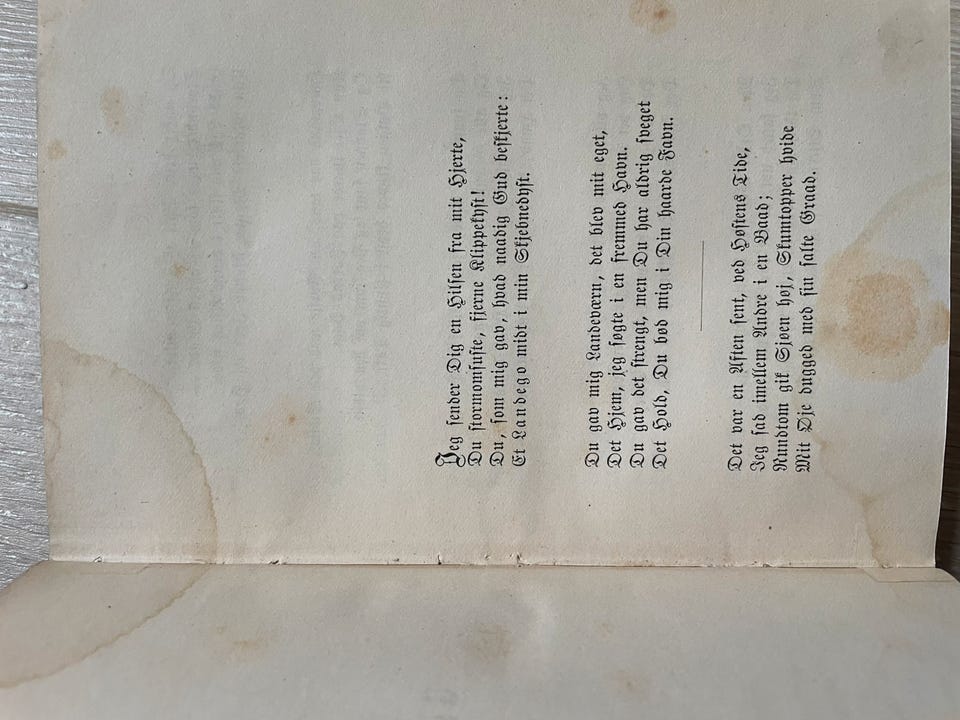 Jeg sender Dig en Hilsen fra mit Hjerte,
Du stormomsuste, fjerne Klippekyst!
Du, som mig gav, hvad naadig Gud beskjerte:
Et Landego midt i min Skjebnedyst.
Du gav mig Landeværn, det blev mit eget,
Det Hjem, jeg søgte i en fremmed Havn.
Du gav det strengt, men Du har aldrig sveget
Det Hold, Du bød mig i Din haarde Favn.
Det var en Aften sent, ved Høstens Tide,
Jeg sad imellem Andre i en Baad;
Rundtom gik Sjøen høj, Skumtopper hvide
Mit Øje dugged med sin salte Graad.